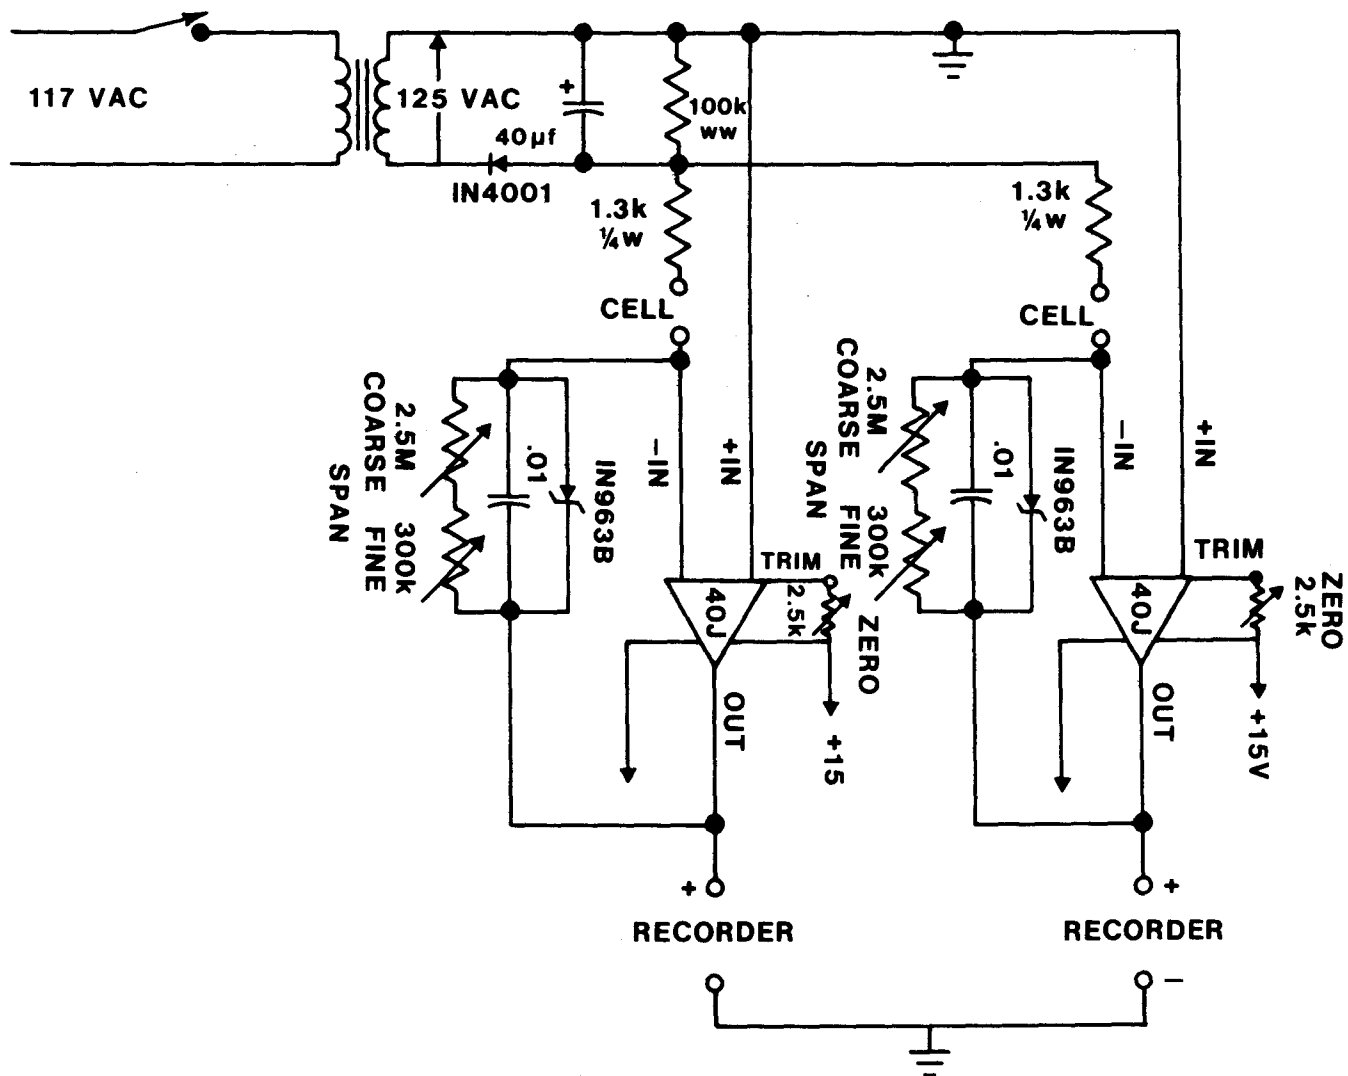 117 VAC
125 VAC
40µf
IN4001
100k
ww
1.3k
¼w
CELL
1.3k
¼w
CELL
2.5M
COARSE
SPAN
300k
FINE
.01
IN963B
−IN
+IN
TRIM
2.5k
ZERO
40J
OUT
+15
2.5M
COARSE
SPAN
300k
FINE
.01
IN963B
−IN
+IN
TRIM
ZERO
2.5k
40J
OUT
+15V
+
+
RECORDER
+
RECORDER
−